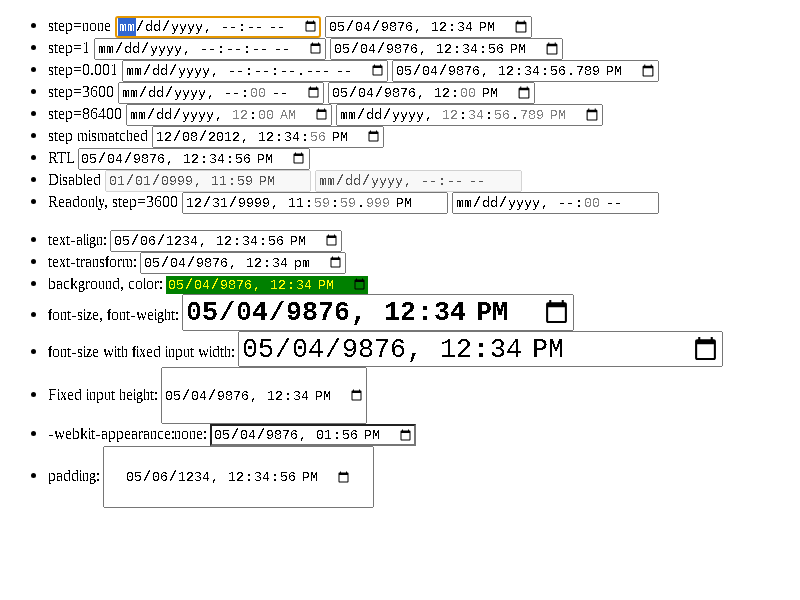 step=none mm/dd/yyyy, --:-- -- 05/04/9876, 12:34 PM
step=1 mm/dd/yyyy, --:--:-- -- 05/04/9876, 12:34:56 PM
step=0.001 mm/dd/yyyy, --:--:--.--- -- 05/04/9876, 12:34:56.789 PM
step=3600 mm/dd/yyyy, --:00 -- 05/04/9876, 12:00 PM
step=86400 mm/dd/yyyy, 12:00 AM mm/dd/yyyy, 12:34:56.789 PM
step mismatched 12/08/2012, 12:34:56 PM
RTL 05/04/9876, 12:34:56 PM
Disabled 01/01/0999, 11:59 PM mm/dd/yyyy, --:-- --
Readonly, step=3600 12/31/9999, 11:59:59.999 PM mm/dd/yyyy, --:00 --
text-align: 05/06/1234, 12:34:56 PM
text-transform: 05/04/9876, 12:34 pm
background, color: 05/04/9876, 12:34 PM
font-size, font-weight: 05/04/9876, 12:34 PM
font-size with fixed input width: 05/04/9876, 12:34 PM
Fixed input height: 05/04/9876, 12:34 PM
-webkit-appearance:none: 05/04/9876, 01:56 PM
padding: 05/06/1234, 12:34:56 PM